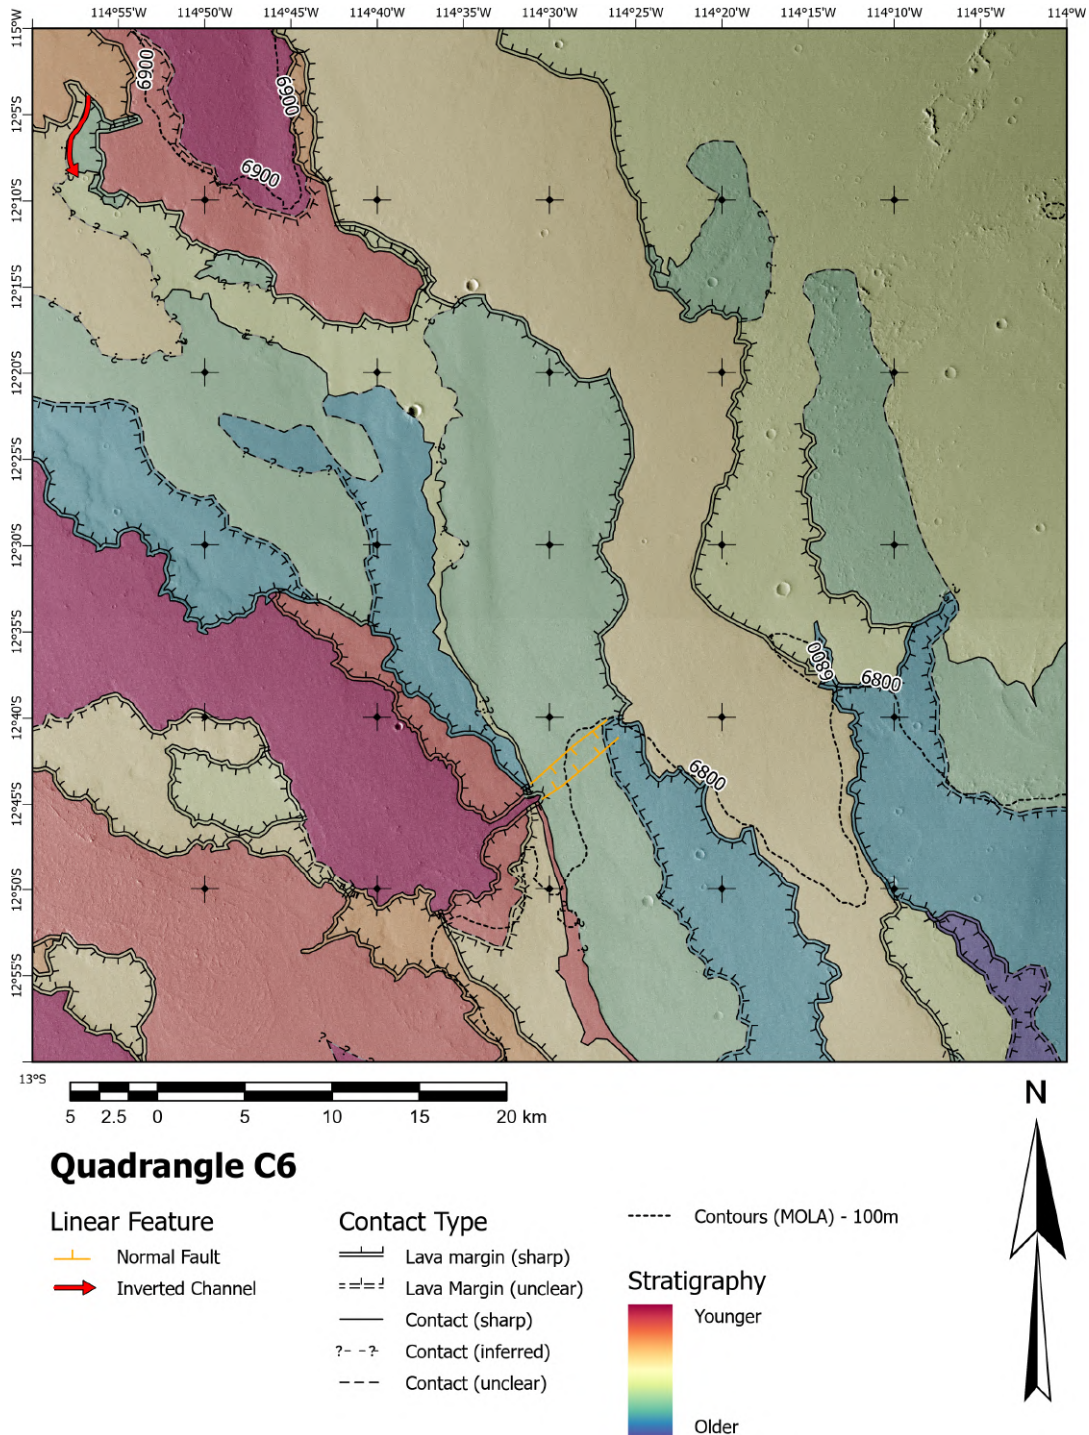 115°W 114°55'W 114°50'W 114°45'W 114°40'W 114°35'W 114°30'W 114°25'W 114°20'W 114°15'W 114°10'W 114°5'W 114°W
12°5'S
12°10'S
12°15'S
12°20'S
12°25'S
12°30'S
12°35'S
12°40'S
12°45'S
12°50'S
12°55'S
13°S
6900
6900
6900
6800
6800
6800
5 2.5 0 5 10 15 20 km
N
Quadrangle C6
Linear Feature
Normal Fault
Inverted Channel
Contact Type
Lava margin (sharp)
Lava Margin (unclear)
Contact (sharp)
?- -?- Contact (inferred)
Contact (unclear)
Contours (MOLA) - 100m
Stratigraphy
Younger
Older